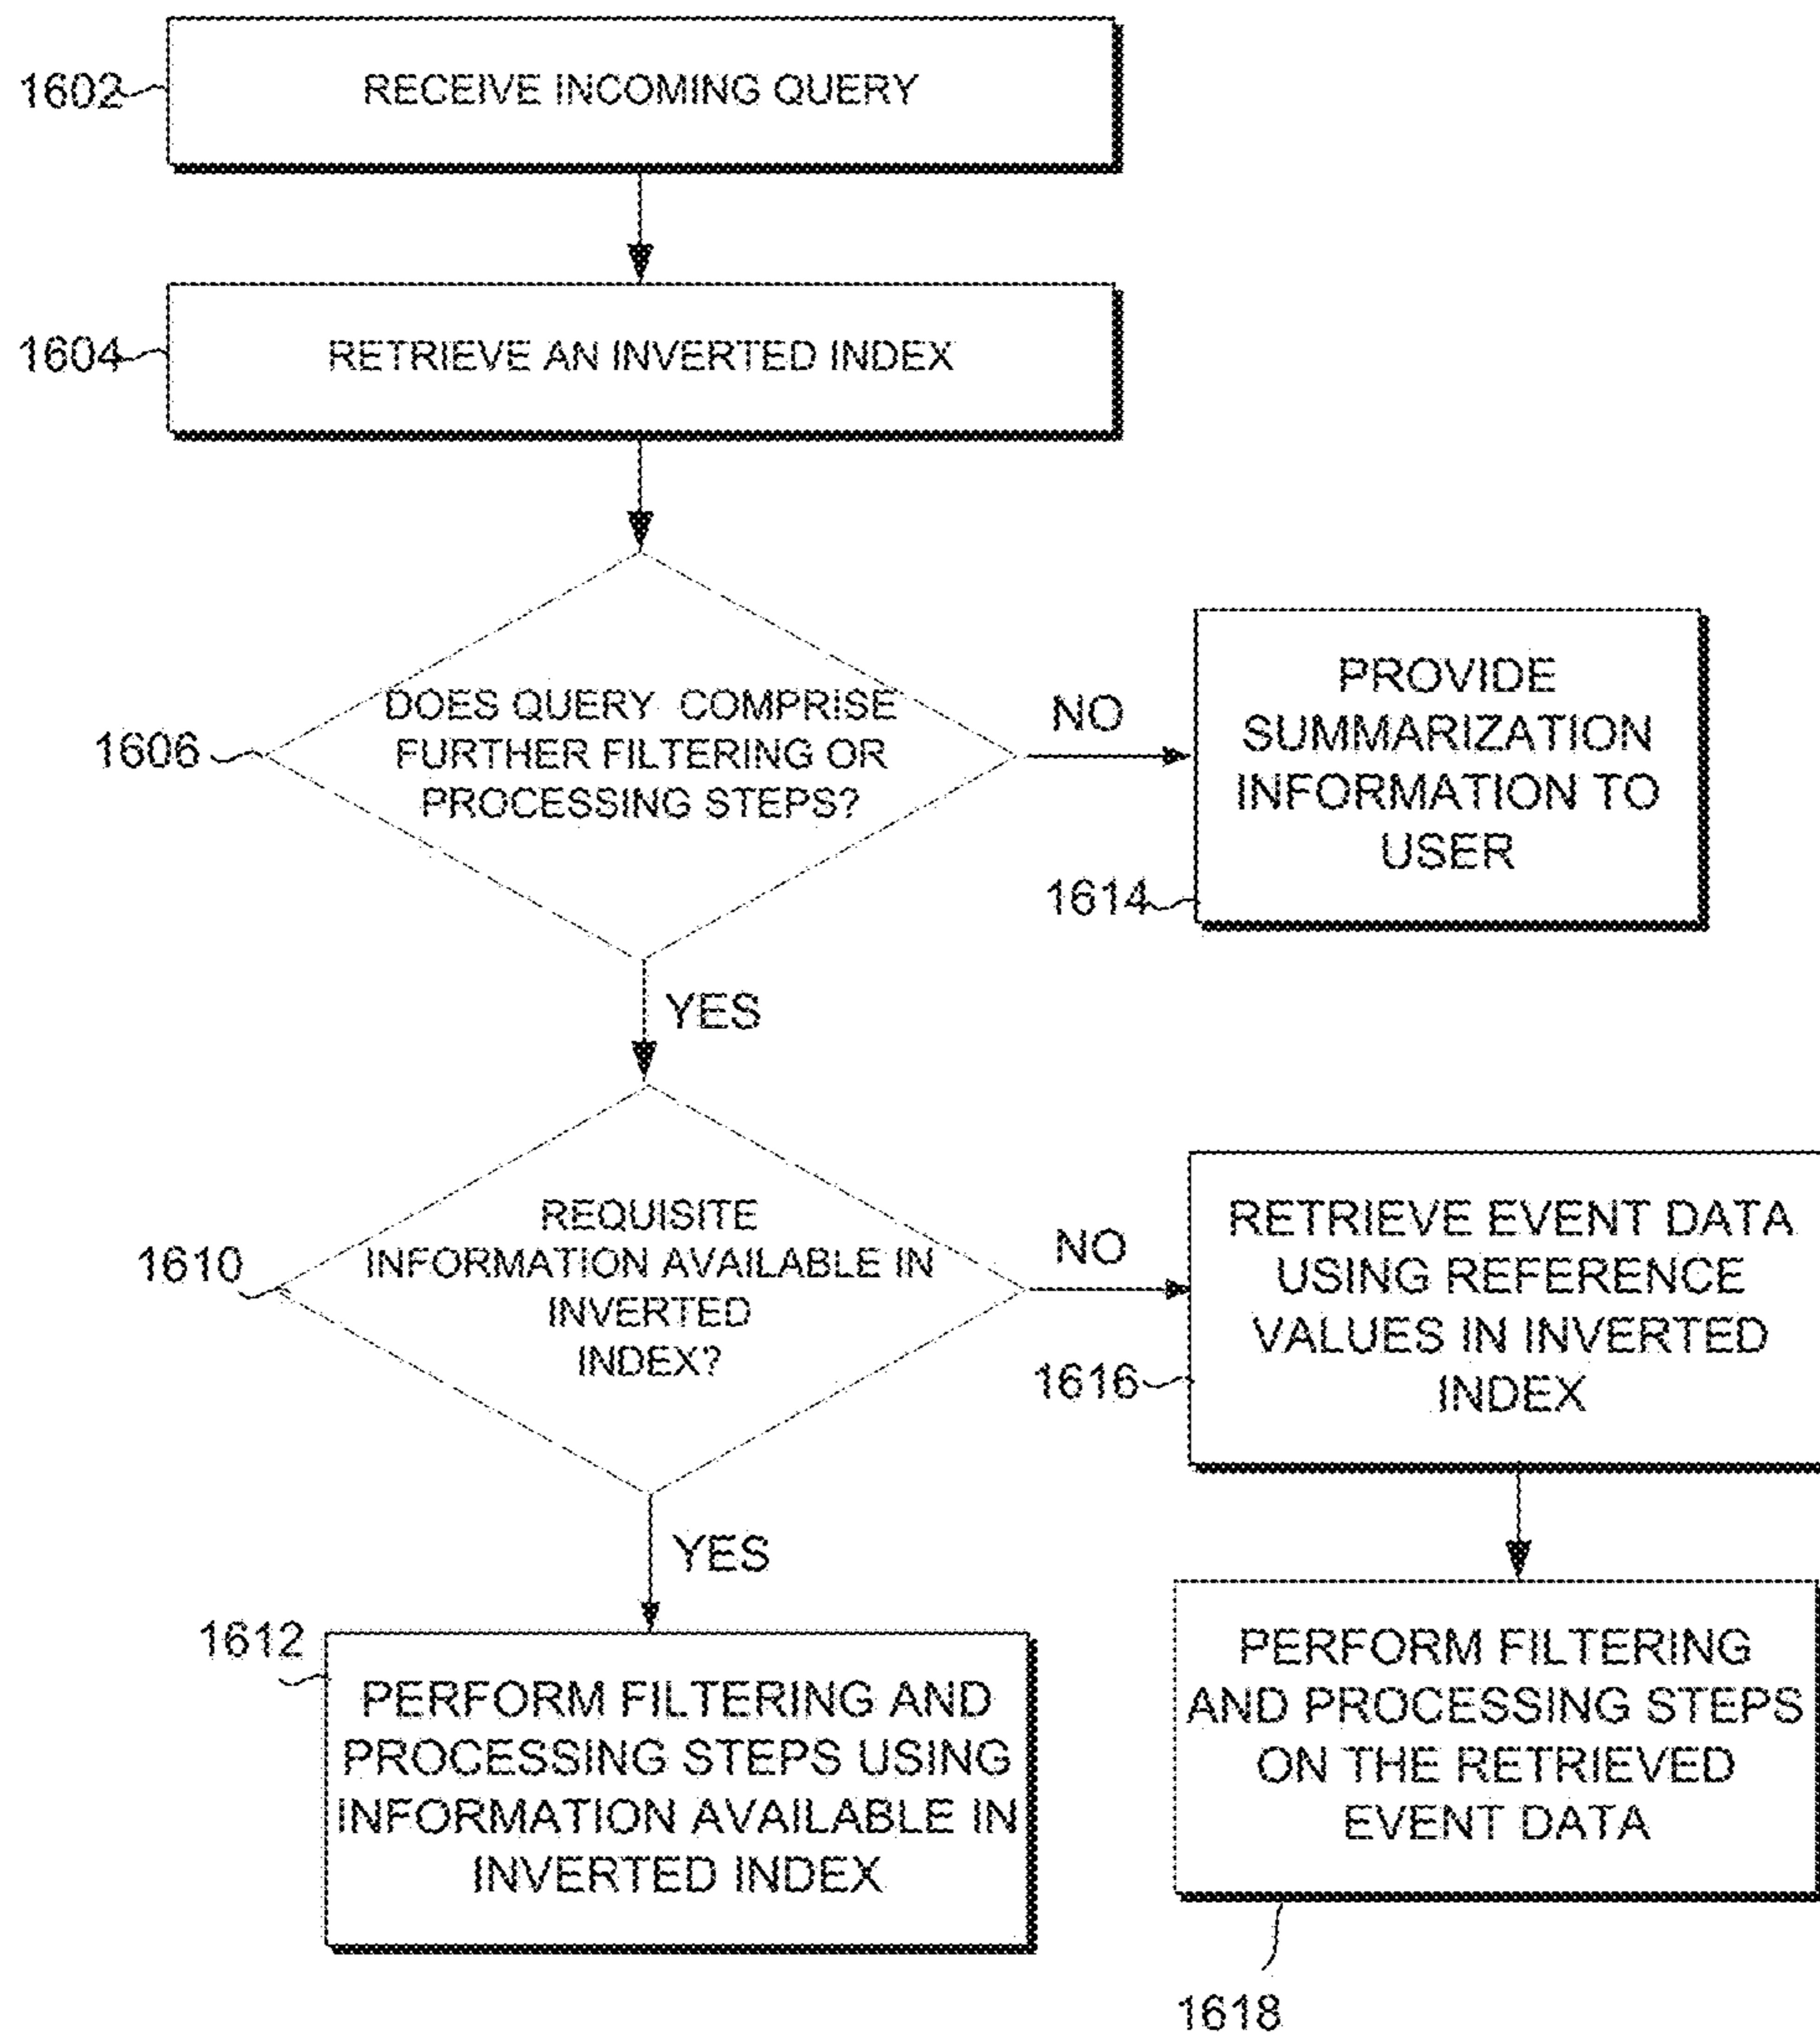 1602
RECEIVE INCOMING QUERY
1604
RETRIEVE AN INVERTED INDEX
1606
DOES QUERY COMPRISE
FURTHER FILTERING OR
PROCESSING STEPS?
NO
PROVIDE
SUMMARIZATION
INFORMATION TO
USER
1614
YES
1610
REQUISITE
INFORMATION AVAILABLE IN
INVERTED
INDEX?
NO
RETRIEVE EVENT DATA
USING REFERENCE
VALUES IN INVERTED
INDEX
1616
YES
1612
PERFORM FILTERING AND
PROCESSING STEPS USING
INFORMATION AVAILABLE IN
INVERTED INDEX
PERFORM FILTERING
AND PROCESSING STEPS
ON THE RETRIEVED
EVENT DATA
1618